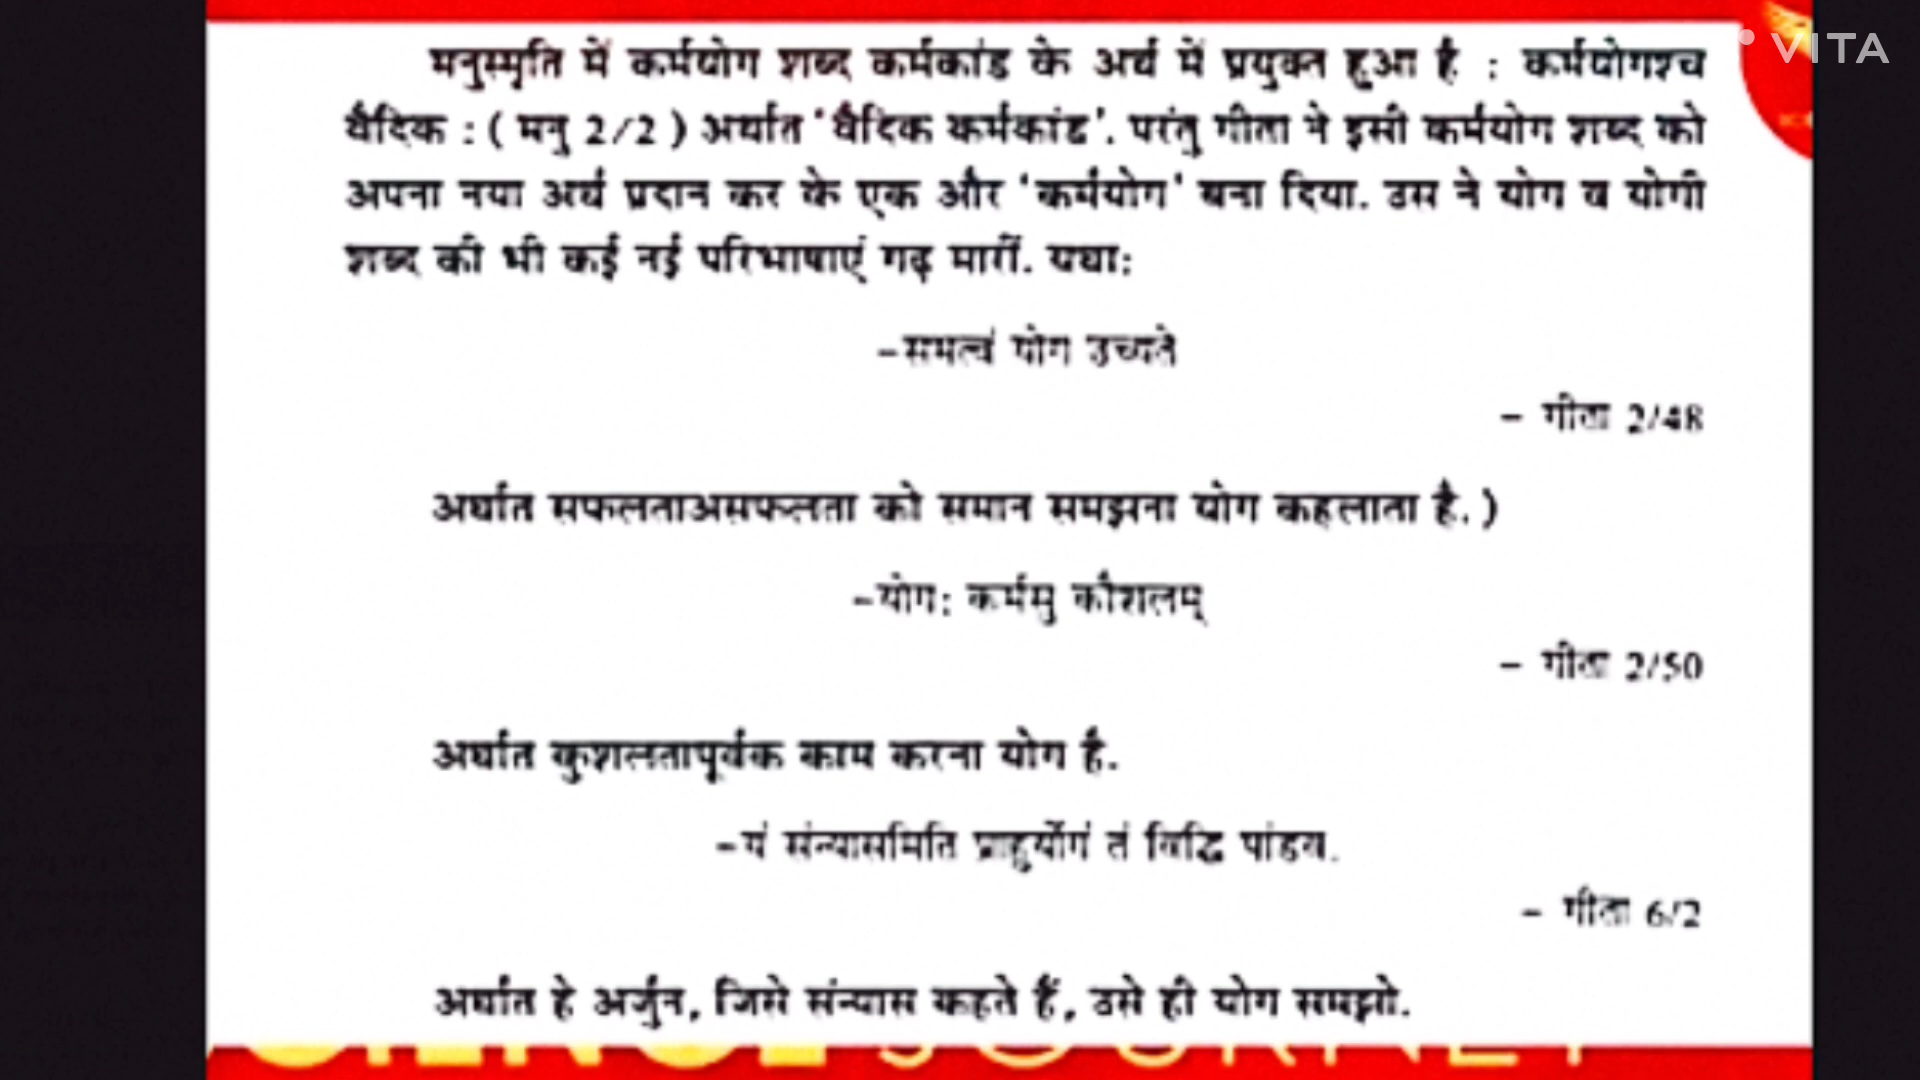 VITA
मनुस्मृति में कर्मयोग शब्द कर्मकांड के अर्थ में प्रयुक्त हुआ है : कर्मयोगश्च
वैदिक : ( मनु 2/2 ) अर्थात 'वैदिक कर्मकांड'. परंतु गीता ने इसी कर्मयोग शब्द को
अपना नया अर्थ प्रदान कर के एक और 'कर्मयोग' बना दिया. उस ने योग व योगी
शब्द की भी कई नई परिभाषाएं गढ़ मारीं. यथा:
-समत्वं योग उच्यते
- गीता 2/48
अर्थात सफलताअसफलता को समान समझना योग कहलाता है. )
-योग: कर्मसु कौशलम्
- गीता 2/50
अर्थात कुशलतापूर्वक काम करना योग है.
-यं संन्यासमिति प्राहुर्योगं तं विद्धि पांडव.
- गीता 6/2
अर्थात हे अर्जुन, जिसे संन्यास कहते हैं, उसे ही योग समझो.
SCIENCE JOURNEY